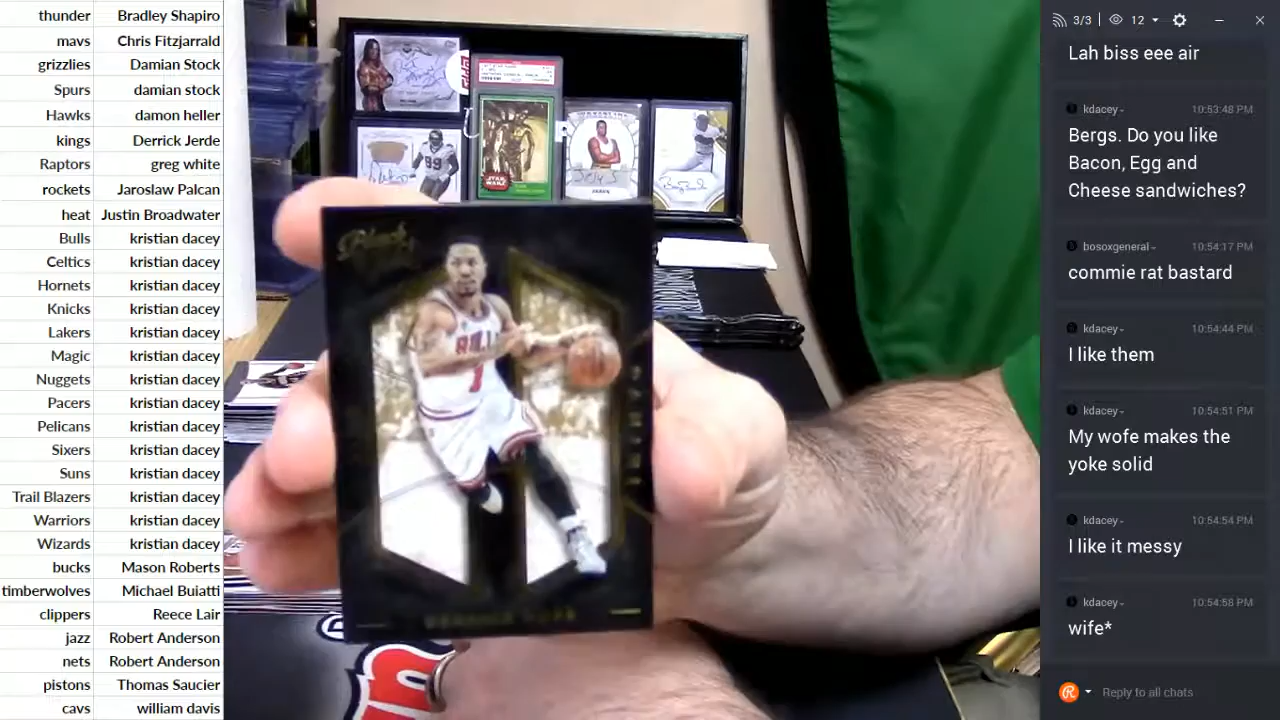 thunder Bradley Shapiro
mavs Chris Fitzjarrald
grizzlies Damian Stock
Spurs damian stock
Hawks damon heller
kings Derrick Jerde
Raptors greg white
rockets Jaroslaw Palcan
heat Justin Broadwater
Bulls kristian dacey
Celtics kristian dacey
Hornets kristian dacey
Knicks kristian dacey
Lakers kristian dacey
Magic kristian dacey
Nuggets kristian dacey
Pacers kristian dacey
Pelicans kristian dacey
Sixers kristian dacey
Suns kristian dacey
Trail Blazers kristian dacey
Warriors kristian dacey
Wizards kristian dacey
bucks Mason Roberts
timberwolves Michael Buiatti
clippers Reece Lair
jazz Robert Anderson
nets Robert Anderson
pistons Thomas Saucier
cavs william davis
STAR WARS
BULLS
1
3/3 12
Lah biss eee air
kdacey 10:53:48 PM
Bergs. Do you like
Bacon, Egg and
Cheese sandwiches?
bosoxgeneral 10:54:17 PM
commie rat bastard
kdacey 10:54:44 PM
I like them
kdacey 10:54:51 PM
My wofe makes the
yoke solid
kdacey 10:54:54 PM
I like it messy
kdacey 10:54:58 PM
wife*
Reply to all chats